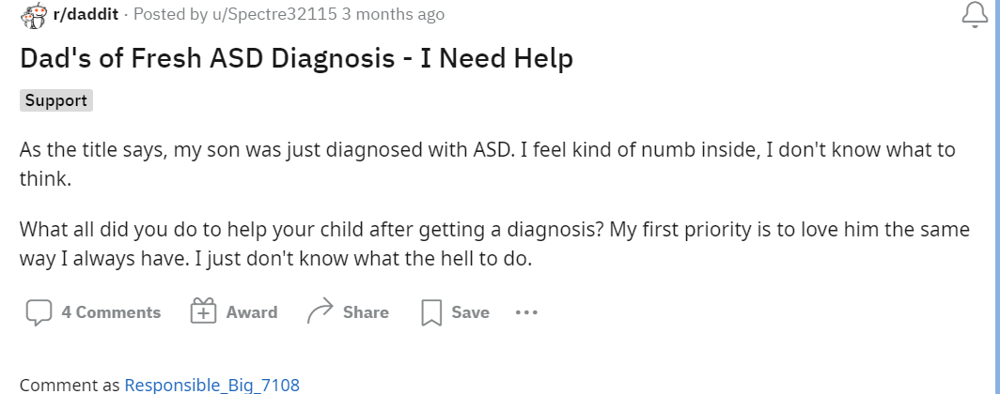 r/daddit · Posted by u/Spectre32115 3 months ago
Dad's of Fresh ASD Diagnosis - I Need Help
Support
As the title says, my son was just diagnosed with ASD. I feel kind of numb inside, I don't know what to
think.
What all did you do to help your child after getting a diagnosis? My first priority is to love him the same
way I always have. I just don't know what the hell to do.
4 Comments Award Share Save ...
Comment as Responsible_Big_7108